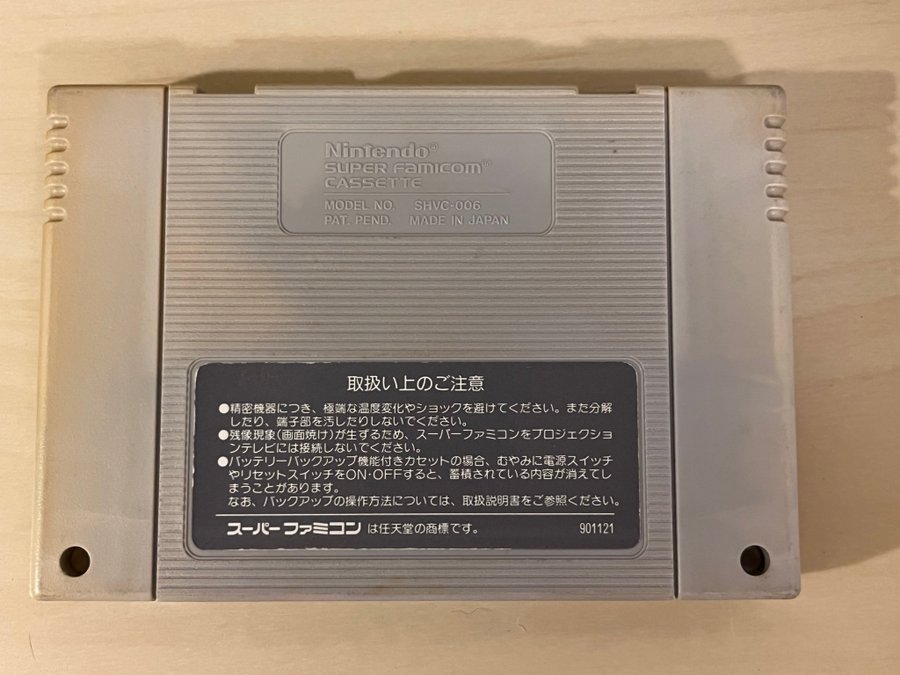 Nintendo®
SUPER FAMICOM™
CASSETTE
MODEL NO. SHVC-006
PAT. PEND. MADE IN JAPAN
取扱い上のご注意
●精密機器につき、極端な温度変化やショックを避けてください。また分解
したり、端子部を汚したりしないでください。
●残像現象(画面焼け)が生ずるため、スーパーファミコンをプロジェクショ
ンテレビには接続しないでください。
●バッテリーバックアップ機能付きカセットの場合、むやみに電源スイッチ
やリセットスイッチをON・OFFすると、蓄積されている内容が消えてし
まうことがあります。
なお、バックアップの操作方法については、取扱説明書をご参照ください。
スーパーファミコン は任天堂の商標です。 901121